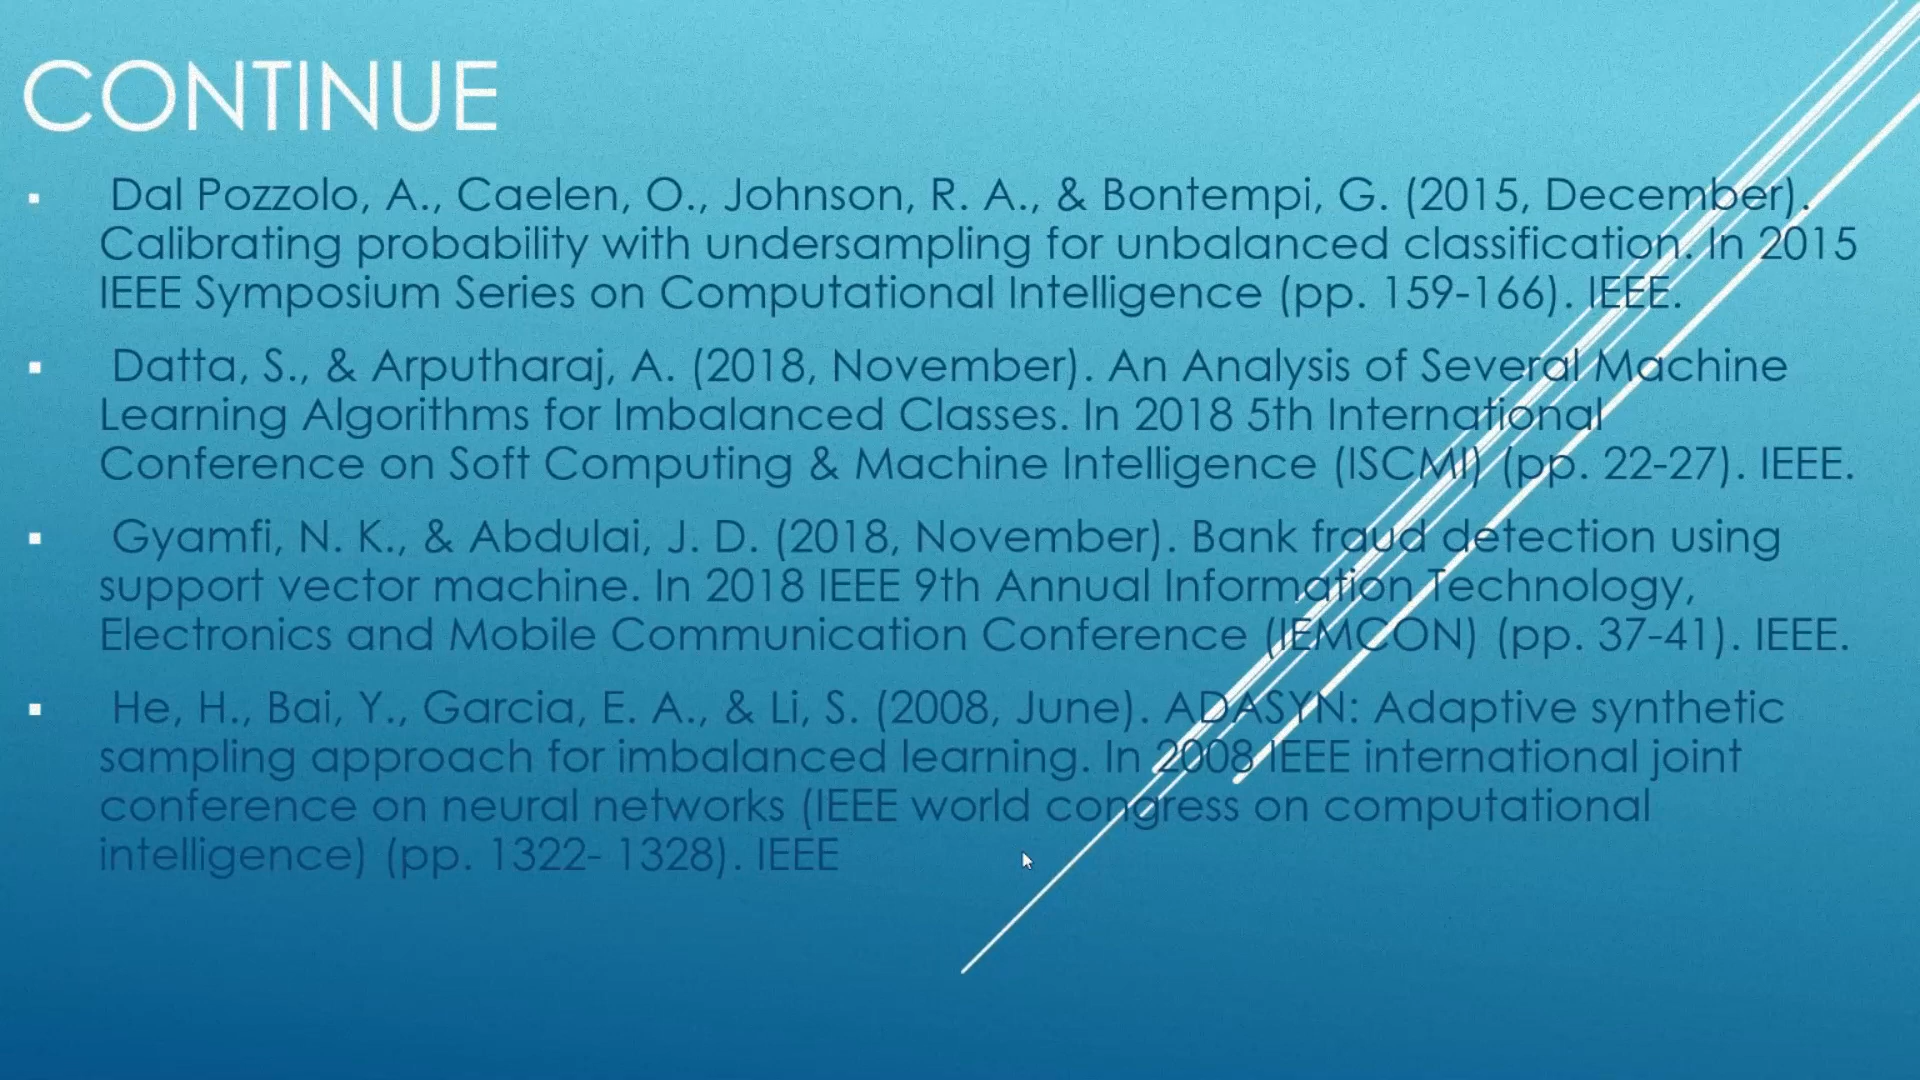 CONTINUE
Dal Pozzolo, A., Caelen, O., Johnson, R. A., & Bontempi, G. (2015, December).
Calibrating probability with undersampling for unbalanced classification. In 2015
IEEE Symposium Series on Computational Intelligence (pp. 159-166). IEEE.
Datta, S., & Arputharaj, A. (2018, November). An Analysis of Several Machine
Learning Algorithms for Imbalanced Classes. In 2018 5th International
Conference on Soft Computing & Machine Intelligence (ISCMI) (pp. 22-27). IEEE.
Gyamfi, N. K., & Abdulai, J. D. (2018, November). Bank fraud detection using
support vector machine. In 2018 IEEE 9th Annual Information Technology,
Electronics and Mobile Communication Conference (IEMCON) (pp. 37-41). IEEE.
He, H., Bai, Y., Garcia, E. A., & Li, S. (2008, June). ADASYN: Adaptive synthetic
sampling approach for imbalanced learning. In 2008 IEEE international joint
conference on neural networks (IEEE world congress on computational
intelligence) (pp. 1322- 1328). IEEE